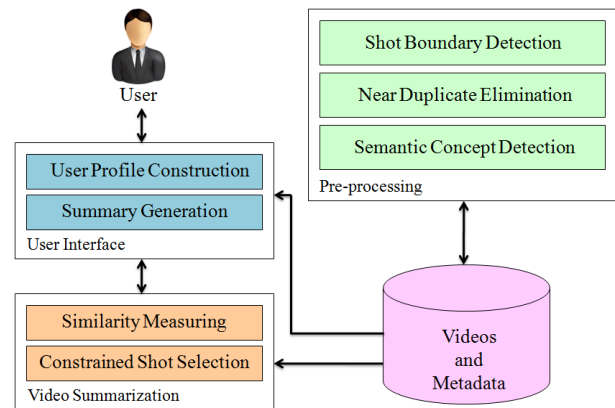 User
User Profile Construction
Summary Generation
User Interface
Similarity Measuring
Constrained Shot Selection
Video Summarization
Shot Boundary Detection
Near Duplicate Elimination
Semantic Concept Detection
Pre-processing
Videos
and
Metadata